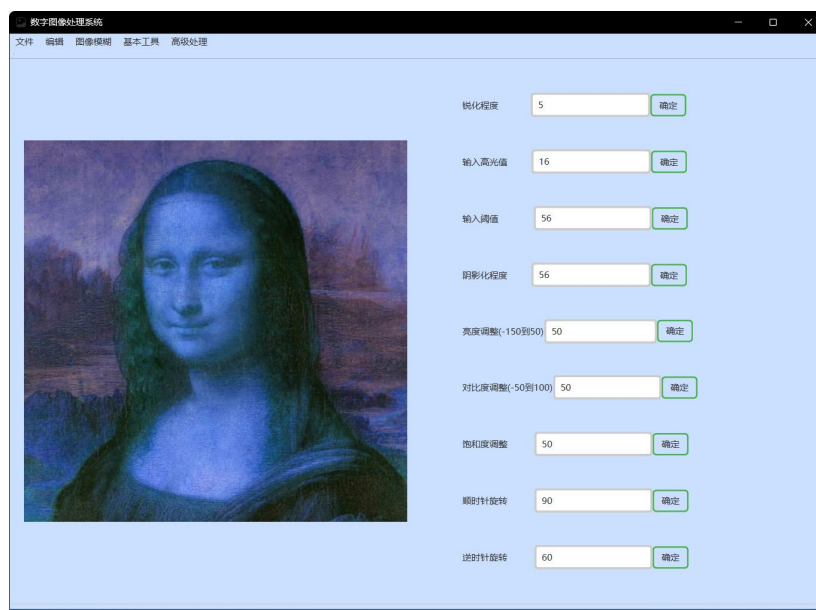 数字图像处理系统
文件 编辑 图像模糊 基本工具 高级处理
锐化程度 5 确定
输入高光值 16 确定
输入阈值 56 确定
阴影化程度 56 确定
亮度调整(-150到50) 50 确定
对比度调整(-50到100) 50 确定
饱和度调整 50 确定
顺时针旋转 90 确定
逆时针旋转 60 确定